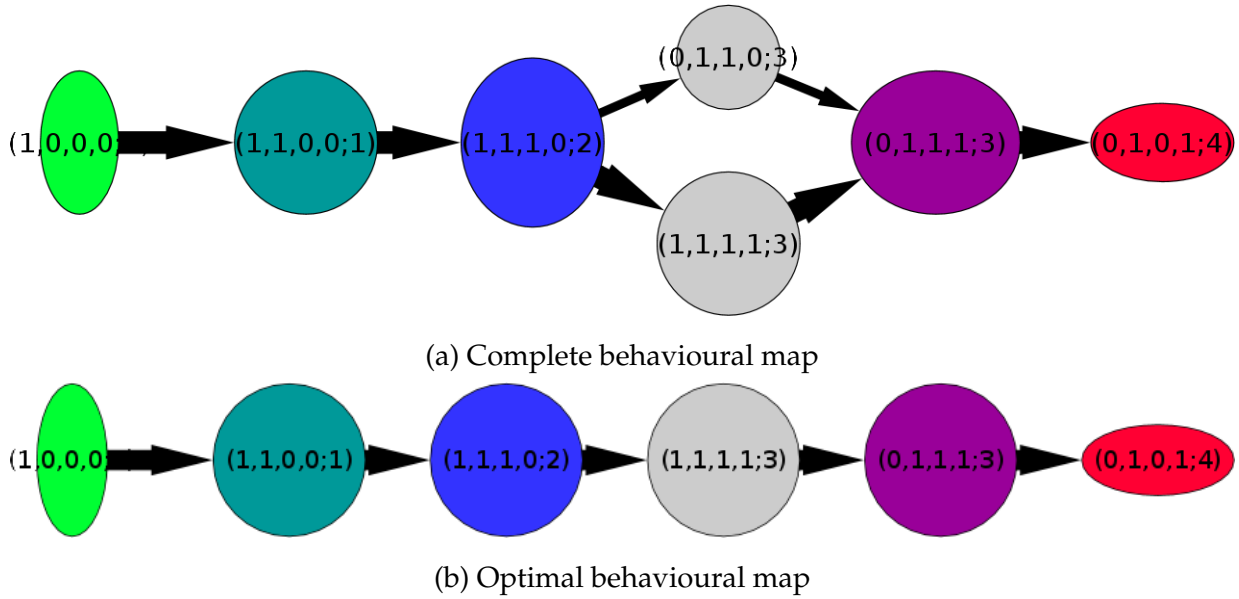 (0,1,1,0;3)
(1,0,0,0; (1,1,0,0;1) (1,1,1,0;2) (0,1,1,1;3) (0,1,0,1;4)
(1,1,1,1;3)
(a) Complete behavioural map
(1,0,0,0; (1,1,0,0;1) (1,1,1,0;2) (1,1,1,1;3) (0,1,1,1;3) (0,1,0,1;4)
(b) Optimal behavioural map